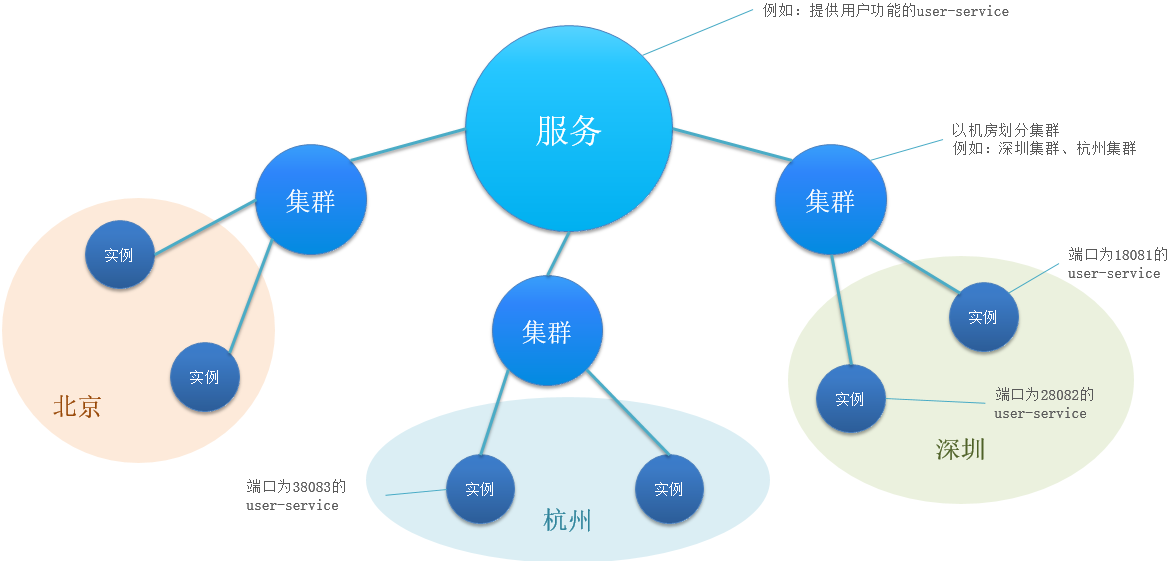 例如：提供用户功能的user-service
服务
以机房划分集群
例如：深圳集群、杭州集群
集群
集群
集群
实例
实例
北京
端口为18081的
user-service
实例
实例
端口为28082的
user-service
深圳
端口为38083的
user-service
实例
实例
杭州